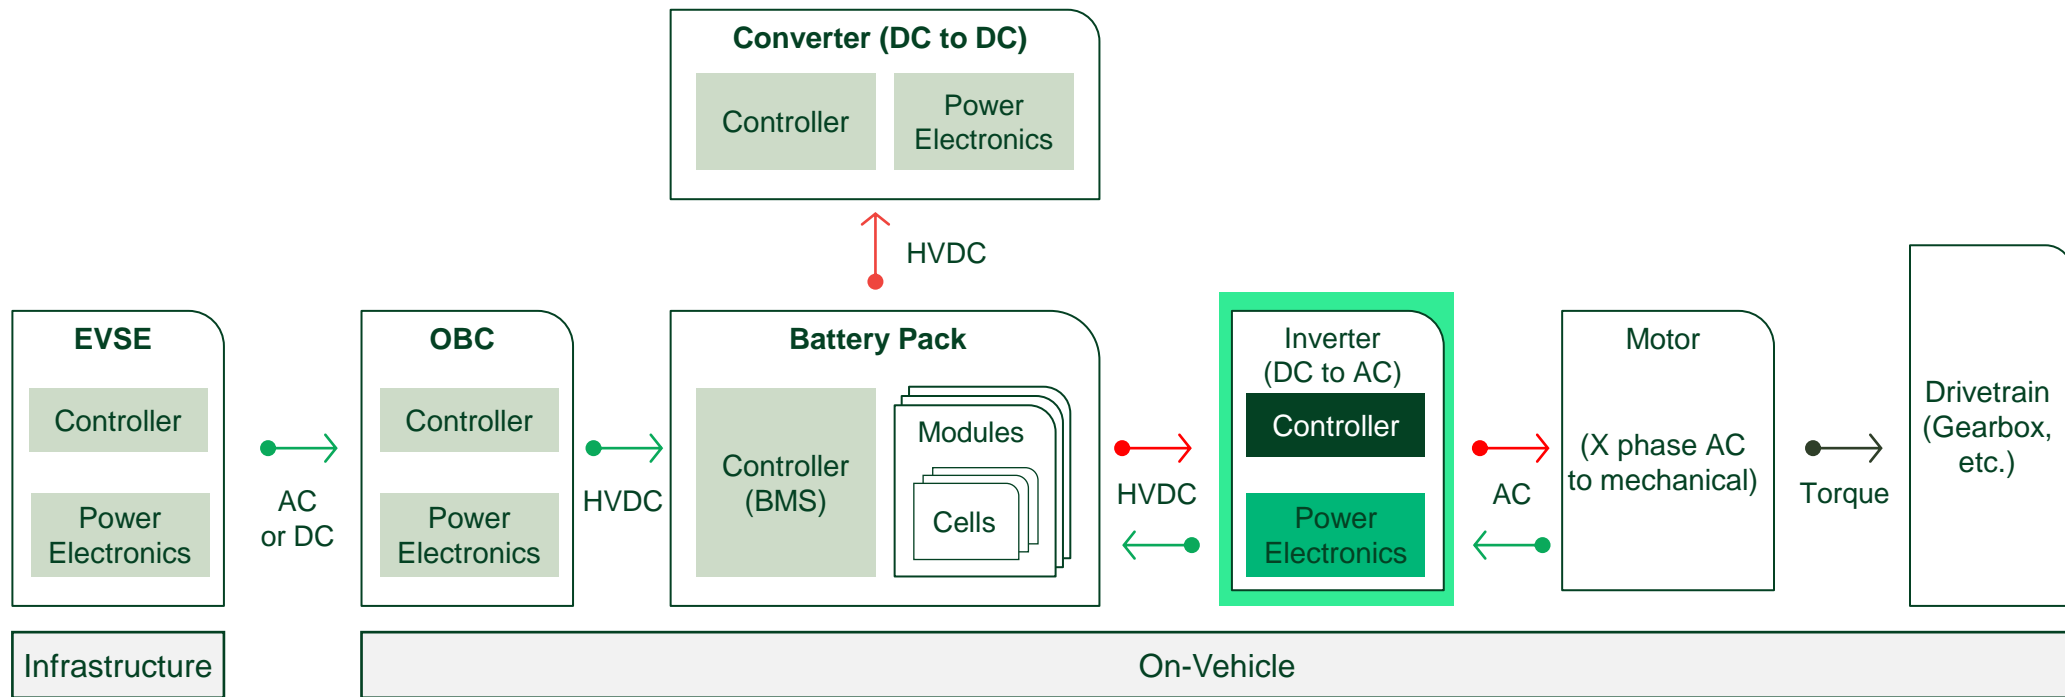 Converter (DC to DC)
Controller
Power
Electronics
HVDC
EVSE
Controller
Power
Electronics
AC
or DC
OBC
Controller
Power
Electronics
HVDC
Battery Pack
Controller
(BMS)
Modules
Cells
HVDC
Inverter
(DC to AC)
Controller
Power
Electronics
AC
Motor
(X phase AC
to mechanical)
Torque
Drivetrain
(Gearbox,
etc.)
Infrastructure
On-Vehicle